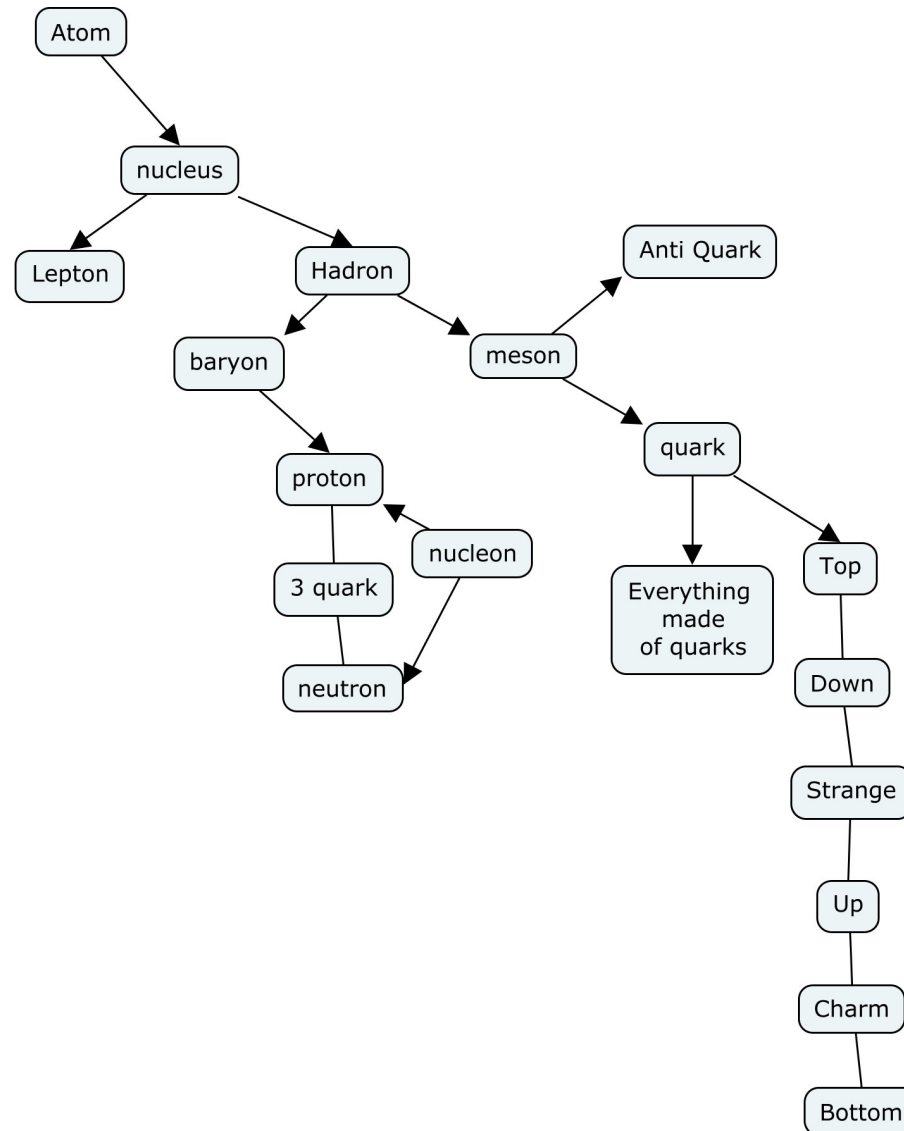 Atom
nucleus
Lepton
Hadron
Anti Quark
baryon
meson
quark
proton
nucleon
3 quark
neutron
Everything
made
of quarks
Top
Down
Strange
Up
Charm
Bottom